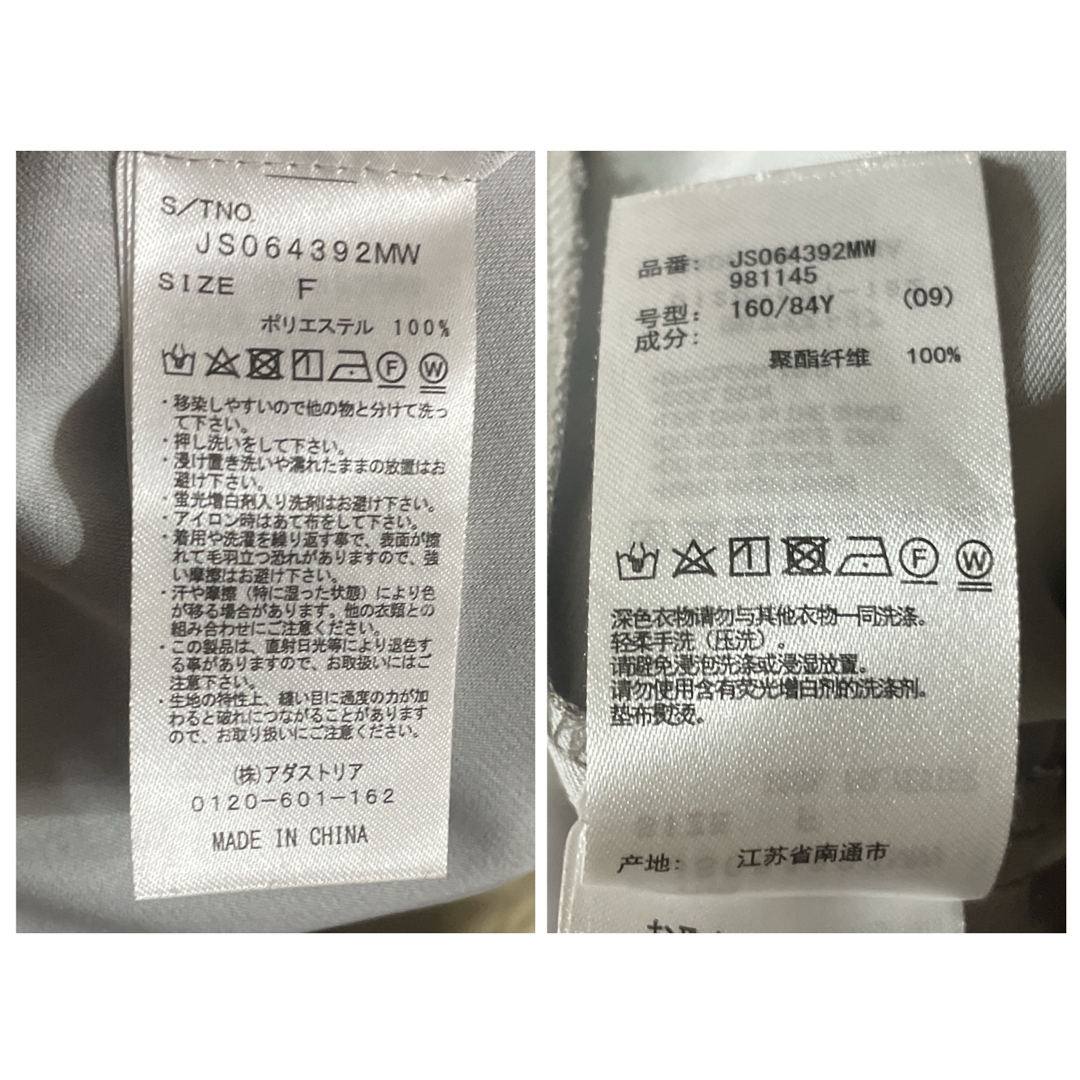 S/TNO.
JS064392MW
SIZE F
ポリエステル 100%
F W
・移染しやすいので他の物と分けて洗っ
て下さい。
・押し洗いをして下さい。
・浸け置き洗いや濡れたままの放置はお
避け下さい。
・蛍光増白剤入り洗剤はお避け下さい。
・アイロン時はあて布をして下さい。
・着用や洗濯を繰り返す事で、表面が擦
れて毛羽立つ恐れがありますので、強
い摩擦はお避け下さい。
・汗や摩擦（特に湿った状態）により色
が移る場合があります。他の衣類との
組み合わせにご注意ください。
・この製品は、直射日光等により退色す
る事がありますので、お取扱いにはご
注意下さい。
・生地の特性上、縫い目に過度の力が加
わると破れにつながることがあります
ので、お取り扱いにご注意ください。
(株)アダストリア
0120-601-162
MADE IN CHINA
品番: JS064392MW
981145
号型: 160/84Y (09)
成分:
聚酯纤维 100%
F W
深色衣物请勿与其他衣物一同洗涤。
轻柔手洗（压洗）。
请避免浸泡洗涤或浸湿放置。
请勿使用含有荧光增白剂的洗涤剂。
垫布熨烫。
产地: 江苏省南通市